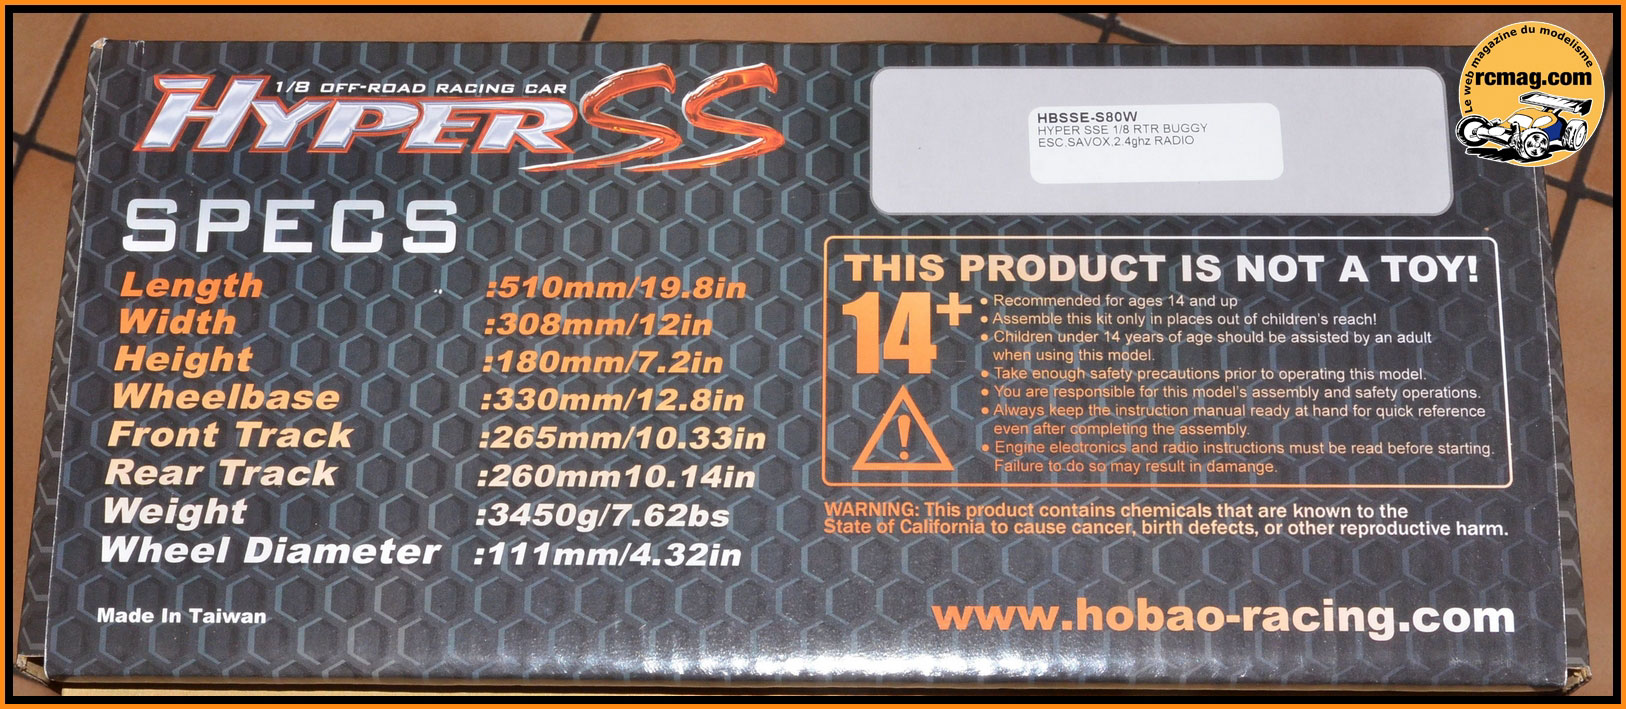 1/8 OFF-ROAD RACING CAR
HYPER SS
SPECS
Length :510mm/19.8in
Width :308mm/12in
Height :180mm/7.2in
Wheelbase :330mm/12.8in
Front Track :265mm/10.33in
Rear Track :260mm10.14in
Weight :3450g/7.62bs
Wheel Diameter :111mm/4.32in
Made In Taiwan
HBSSE-S80W
HYPER SSE 1/8 RTR BUGGY
ESC.SAVOX.2.4ghz RADIO
THIS PRODUCT IS NOT A TOY!
14+
• Recommended for ages 14 and up
• Assemble this kit only in places out of children's reach!
• Children under 14 years of age should be assisted by an adult
when using this model.
• Take enough safety precautions prior to operating this model.
• You are responsible for this model's assembly and safety operations.
• Always keep the instruction manual ready at hand for quick reference
even after completing the assembly.
• Engine electronics and radio instructions must be read before starting.
Failure to do so may result in damage.
WARNING: This product contains chemicals that are known to the
State of California to cause cancer, birth defects, or other reproductive harm.
www.hobao-racing.com
Le web magazine du modelisme
rcmag.com